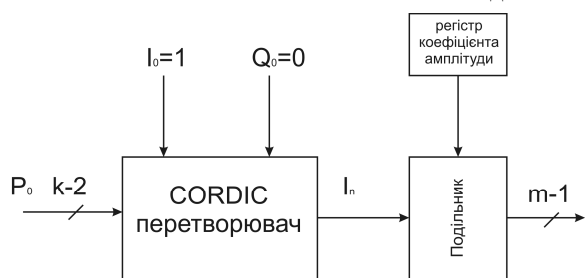 регістр
коефіцієнта
амплітуди
I₀=1
Q₀=0
P₀
k-2
CORDIC
перетворювач
Iₙ
Подільник
m-1